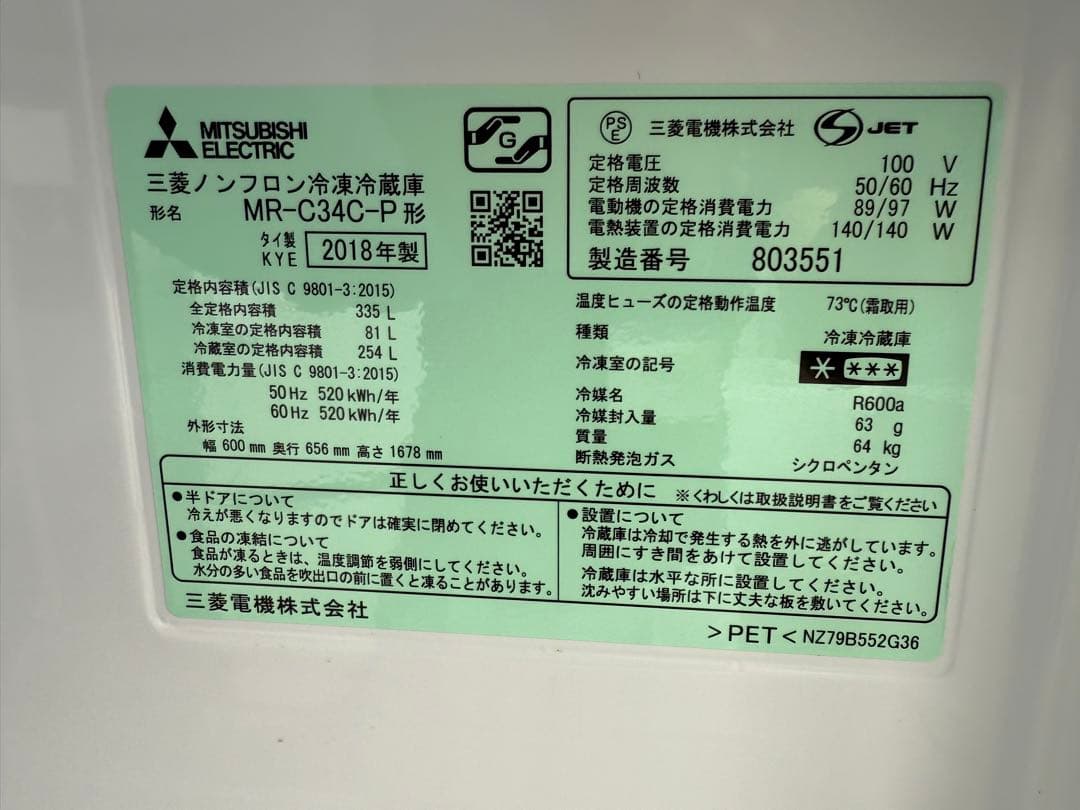 MITSUBISHI
ELECTRIC
三菱ノンフロン冷凍冷蔵庫
形名 MR-C34C-P形
タイ製
KYE
2018年製
定格内容積(JIS C 9801-3:2015)
全定格内容積 335 L
冷凍室の定格内容積 81 L
冷蔵室の定格内容積 254 L
消費電力量(JIS C 9801-3:2015)
50Hz 520kWh/年
60Hz 520kWh/年
外形寸法
幅 600 mm 奥行 656 mm 高さ 1678 mm
G
PS
E
三菱電機株式会社
S JET
定格電圧 100 V
定格周波数 50/60 Hz
電動機の定格消費電力 89/97 W
電熱装置の定格消費電力 140/140 W
製造番号 803551
温度ヒューズの定格動作温度 73℃(霜取用)
種類 冷凍冷蔵庫
冷凍室の記号 * ***
冷媒名 R600a
冷媒封入量 63 g
質量 64 kg
断熱発泡ガス シクロペンタン
正しくお使いいただくために ※くわしくは取扱説明書をご覧ください
●半ドアについて
冷えが悪くなりますのでドアは確実に閉めてください。
●食品の凍結について
食品が凍るときは、温度調節を弱側にしてください。
水分の多い食品を吹出口の前に置くと凍ることがあります。
●設置について
冷蔵庫は冷却で発生する熱を外に逃がしています。
周囲にすき間をあけて設置してください。
冷蔵庫は水平な所に設置してください。
沈みやすい場所は下に丈夫な板を敷いてください。
三菱電機株式会社
>PET< NZ79B552G36